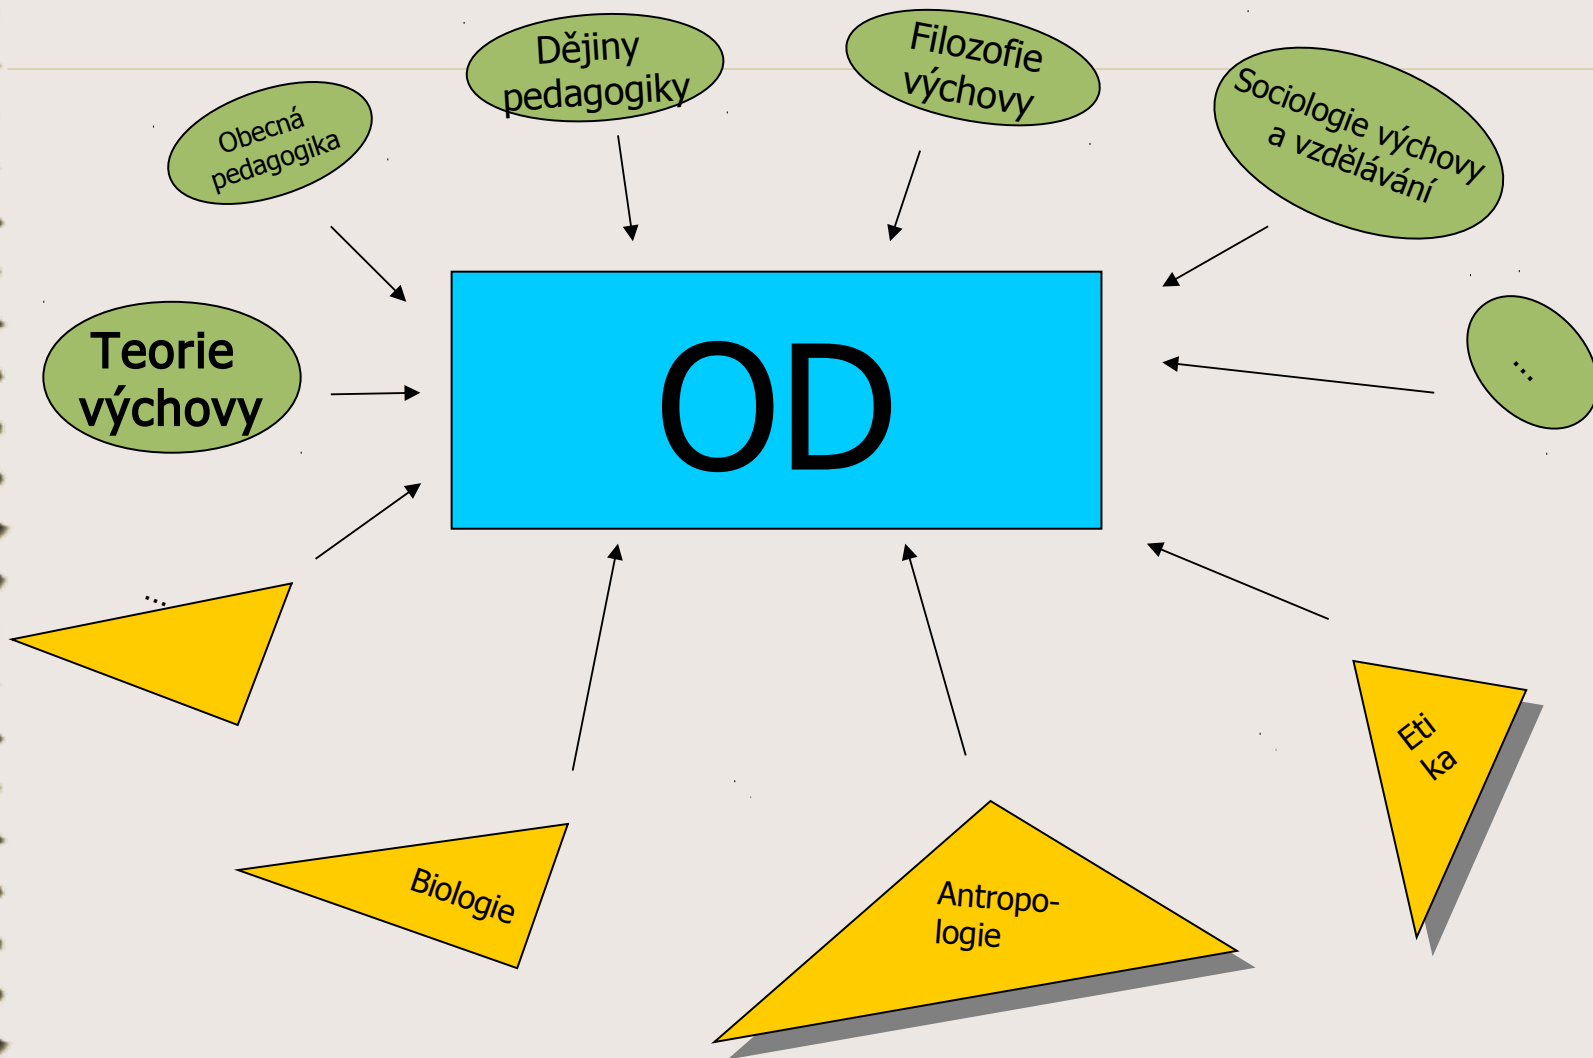 Dějiny
pedagogiky
Filozofie
výchovy
Sociologie výchovy
a vzdělávání
Obecná
pedagogika
Teorie
výchovy
OD
...
...
Eti
ka
Biologie
Antropo-
logie